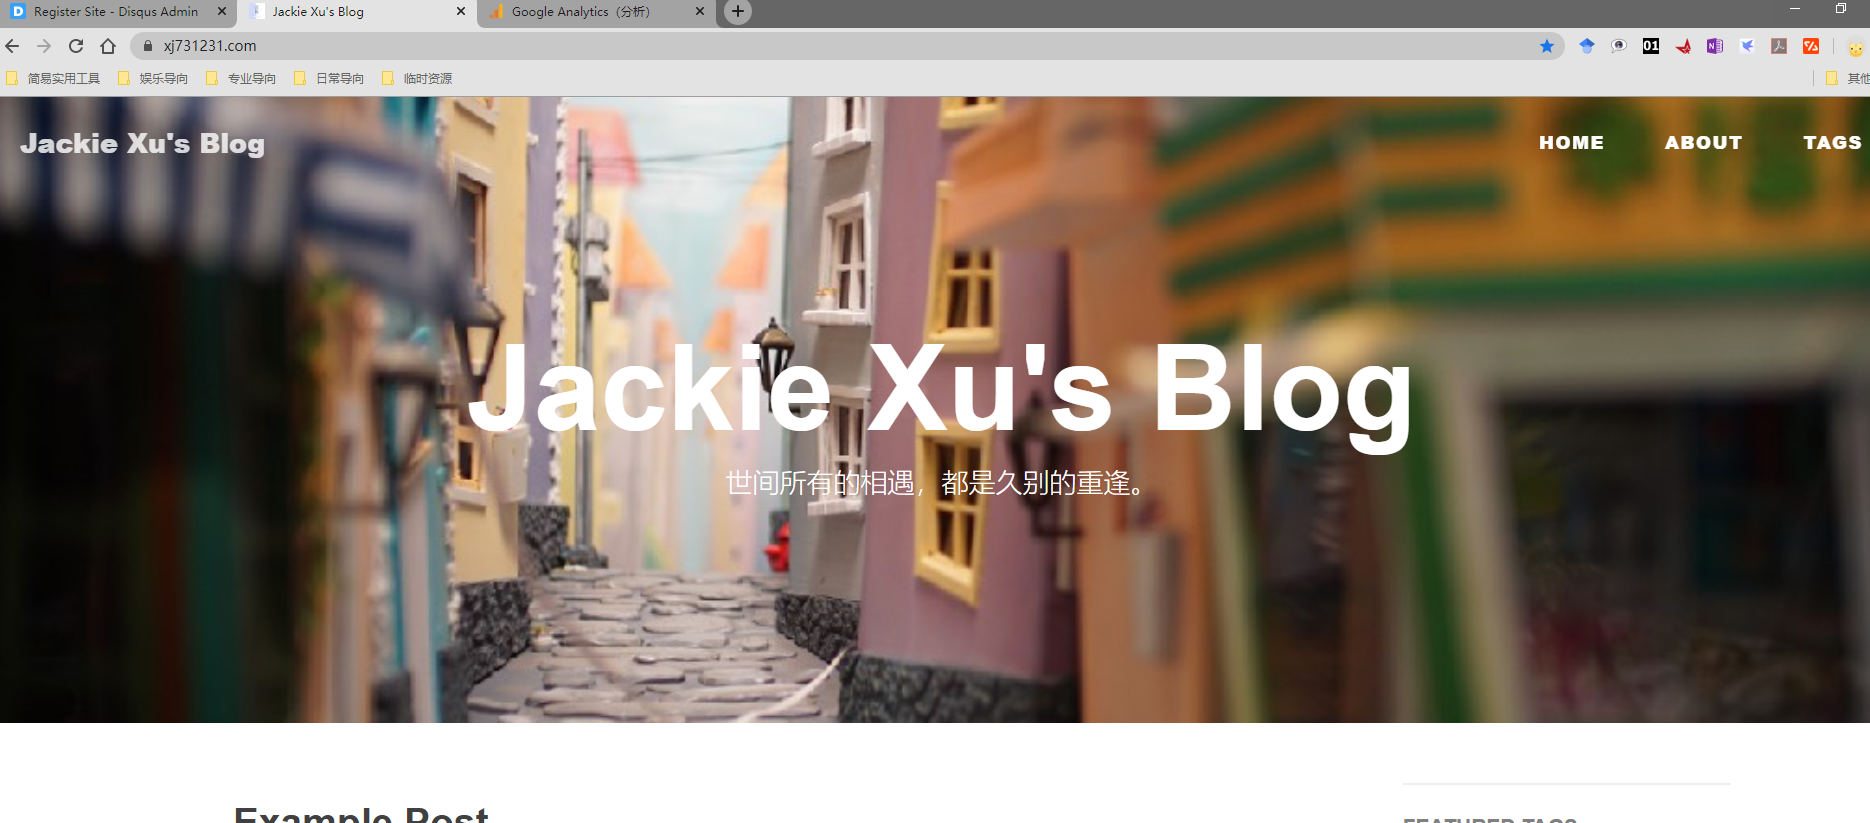 Register Site - Disqus Admin
Jackie Xu's Blog
Google Analytics（分析）
xj731231.com
01
简易实用工具
娱乐导向
专业导向
日常导向
临时资源
其他
Jackie Xu's Blog
HOME
ABOUT
TAGS
Jackie Xu's Blog
世间所有的相遇，都是久别的重逢。
Example Post
FEATURED TAGS